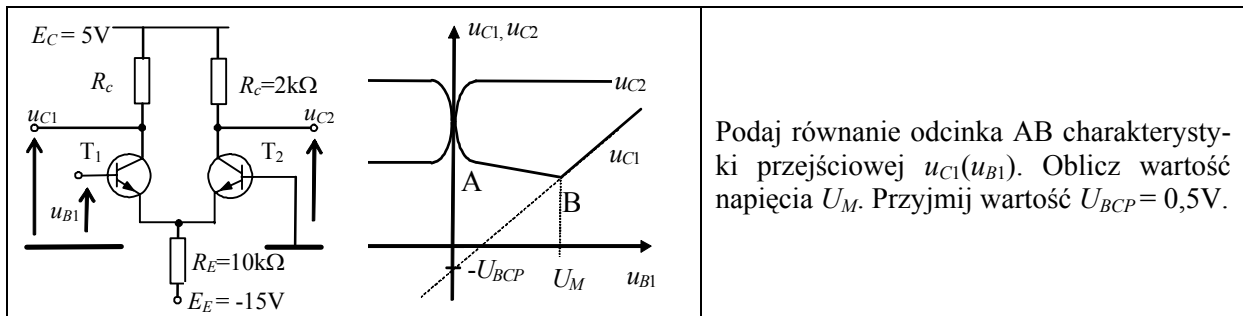 E_C = 5V
R_c
R_c=2kΩ
u_C1
u_C2
T_1
T_2
u_B1
R_E=10kΩ
E_E = -15V
u_C1, u_C2
u_C2
u_C1
A
B
-U_BCP
U_M
u_B1
Podaj równanie odcinka AB charakterysty-
ki przejściowej u_C1(u_B1). Oblicz wartość
napięcia U_M. Przyjmij wartość U_BCP = 0,5V.